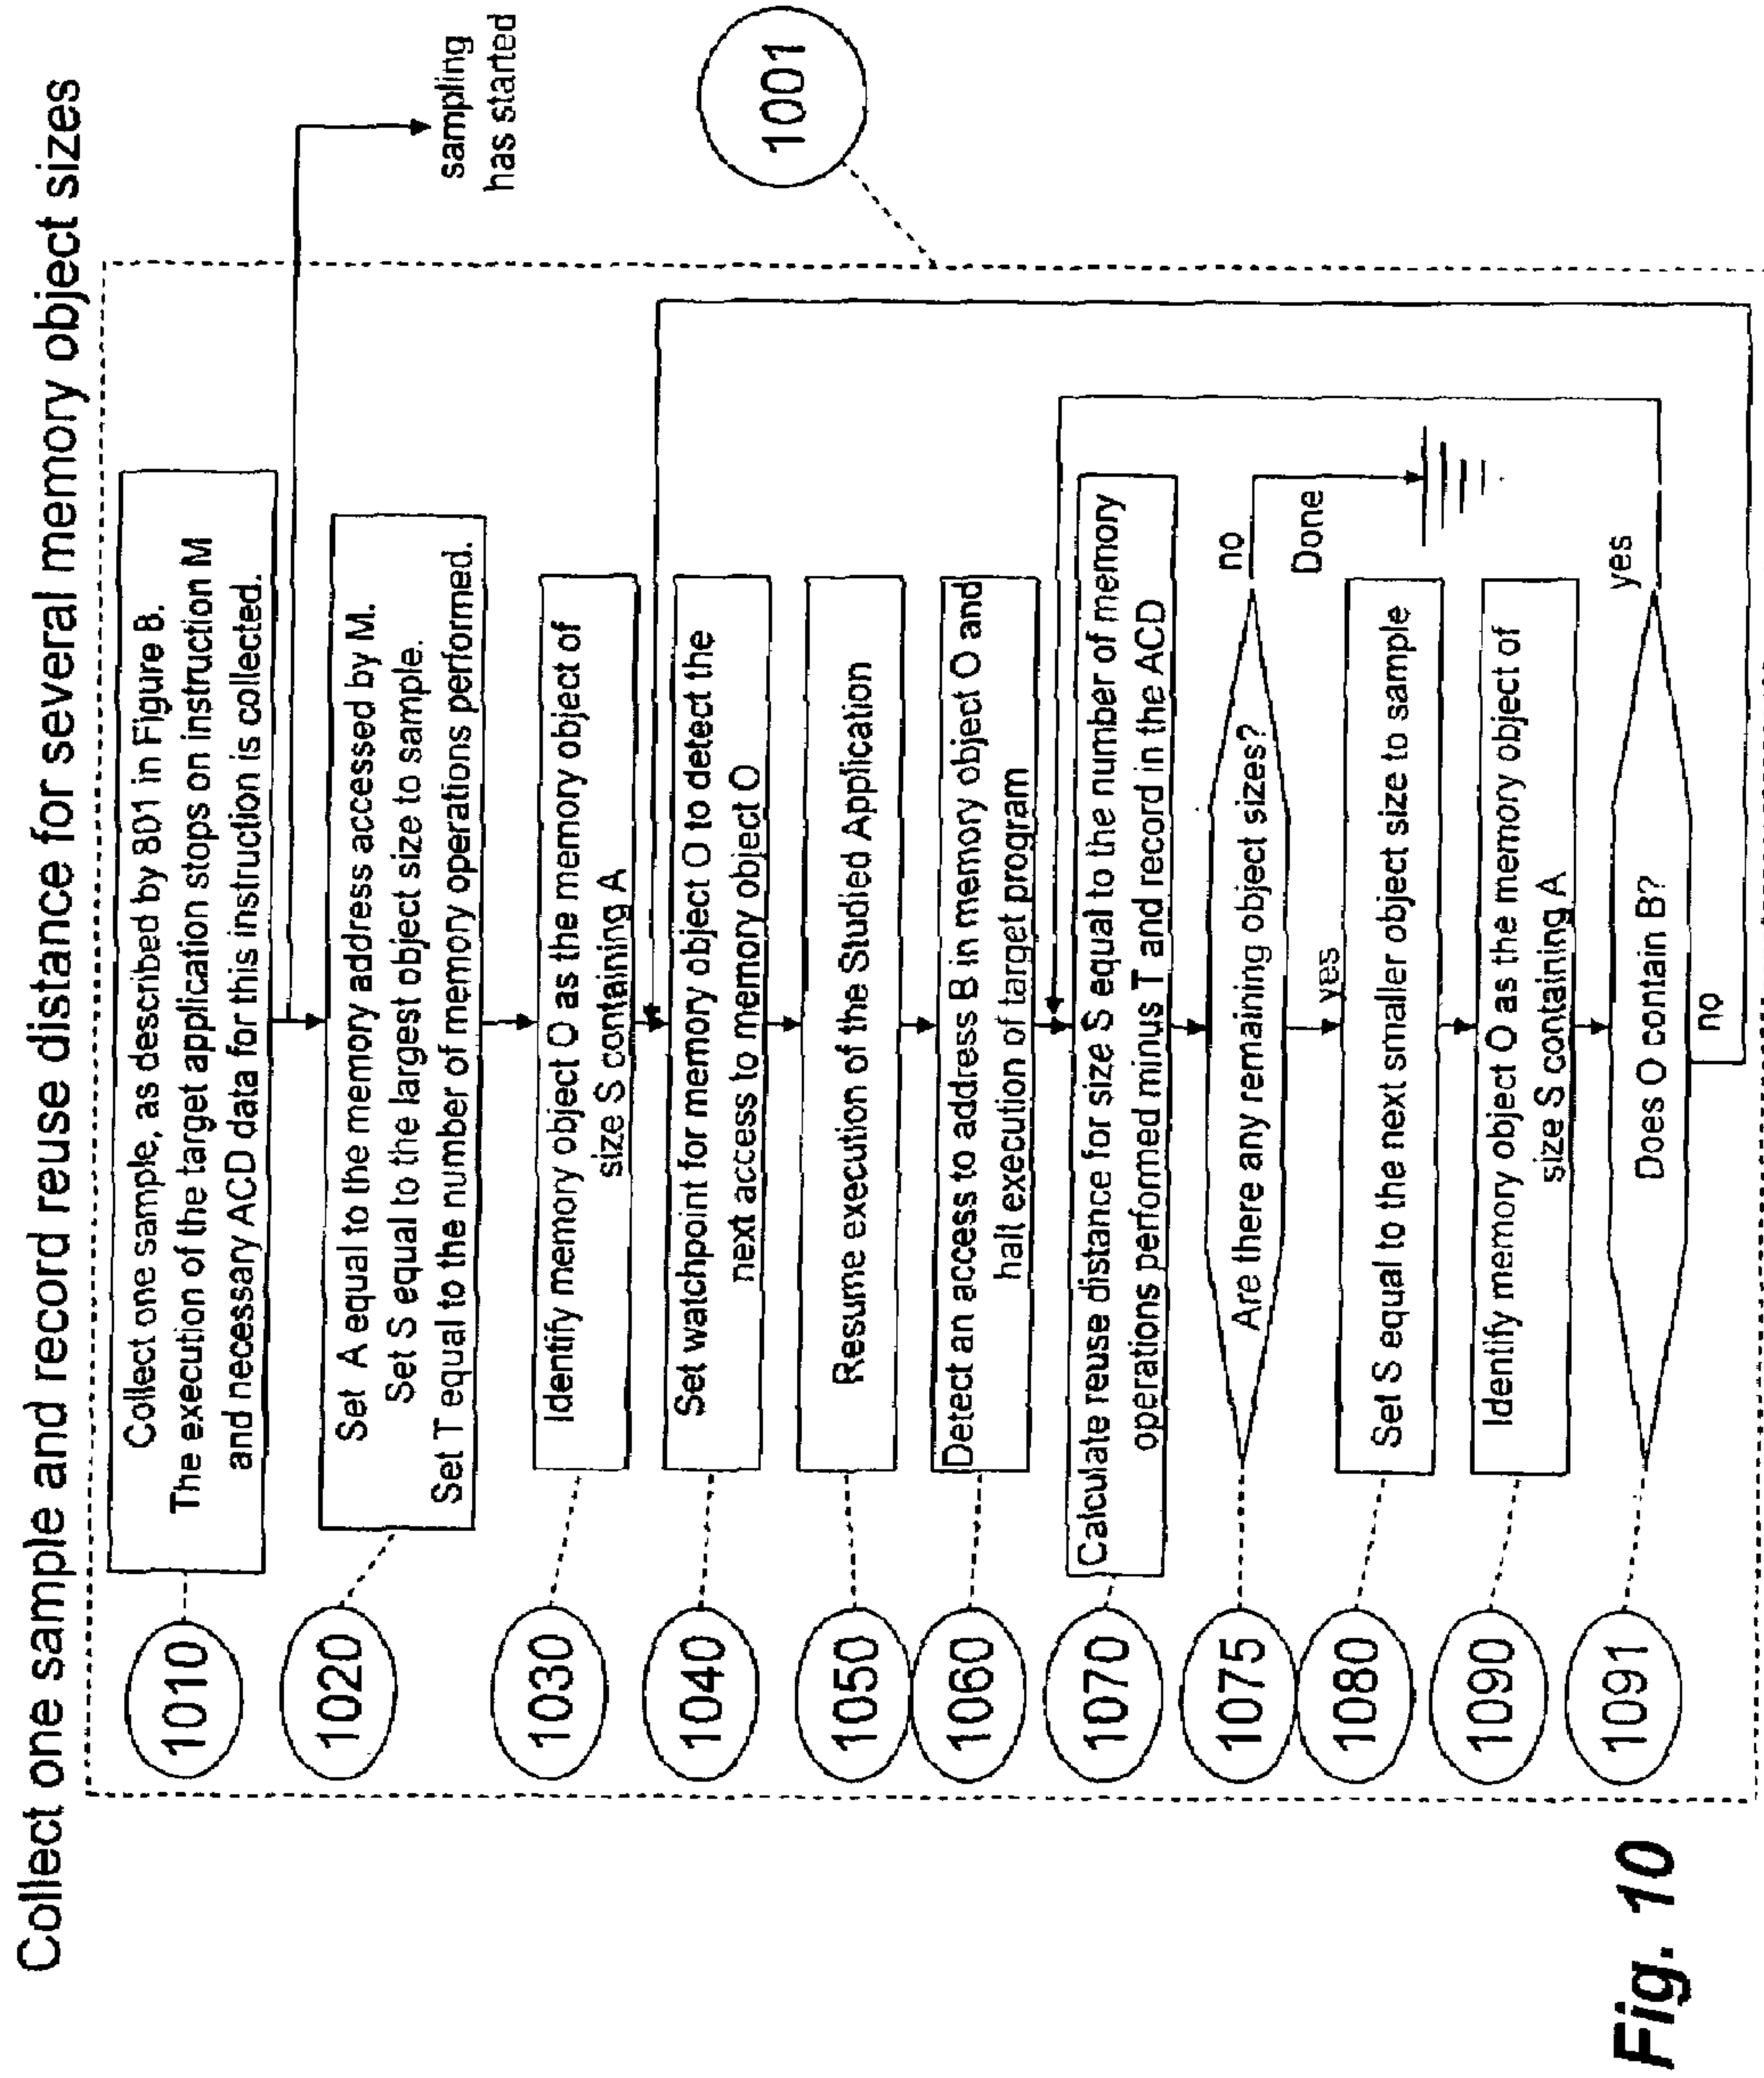 Collect one sample and record reuse distance for several memory object sizes
1010
Collect one sample, as described by 801 in Figure 8.
The execution of the target application stops on instruction M
and necessary ACD data for this instruction is collected.
sampling
has started
1020
Set A equal to the memory address accessed by M.
Set S equal to the largest object size to sample.
Set T equal to the number of memory operations performed.
1001
1030
Identify memory object O as the memory object of
size S containing A
1040
Set watchpoint for memory object O to detect the
next access to memory object O
1050
Resume execution of the Studied Application
1060
Detect an access to address B in memory object O and
halt execution of target program
1070
Calculate reuse distance for size S equal to the number of memory
operations performed minus T and record in the ACD
1075
Are there any remaining object sizes?
no
Done
yes
1080
Set S equal to the next smaller object size to sample
1090
Identify memory object O as the memory object of
size S containing A
1091
Does O contain B?
yes
no
Fig. 10